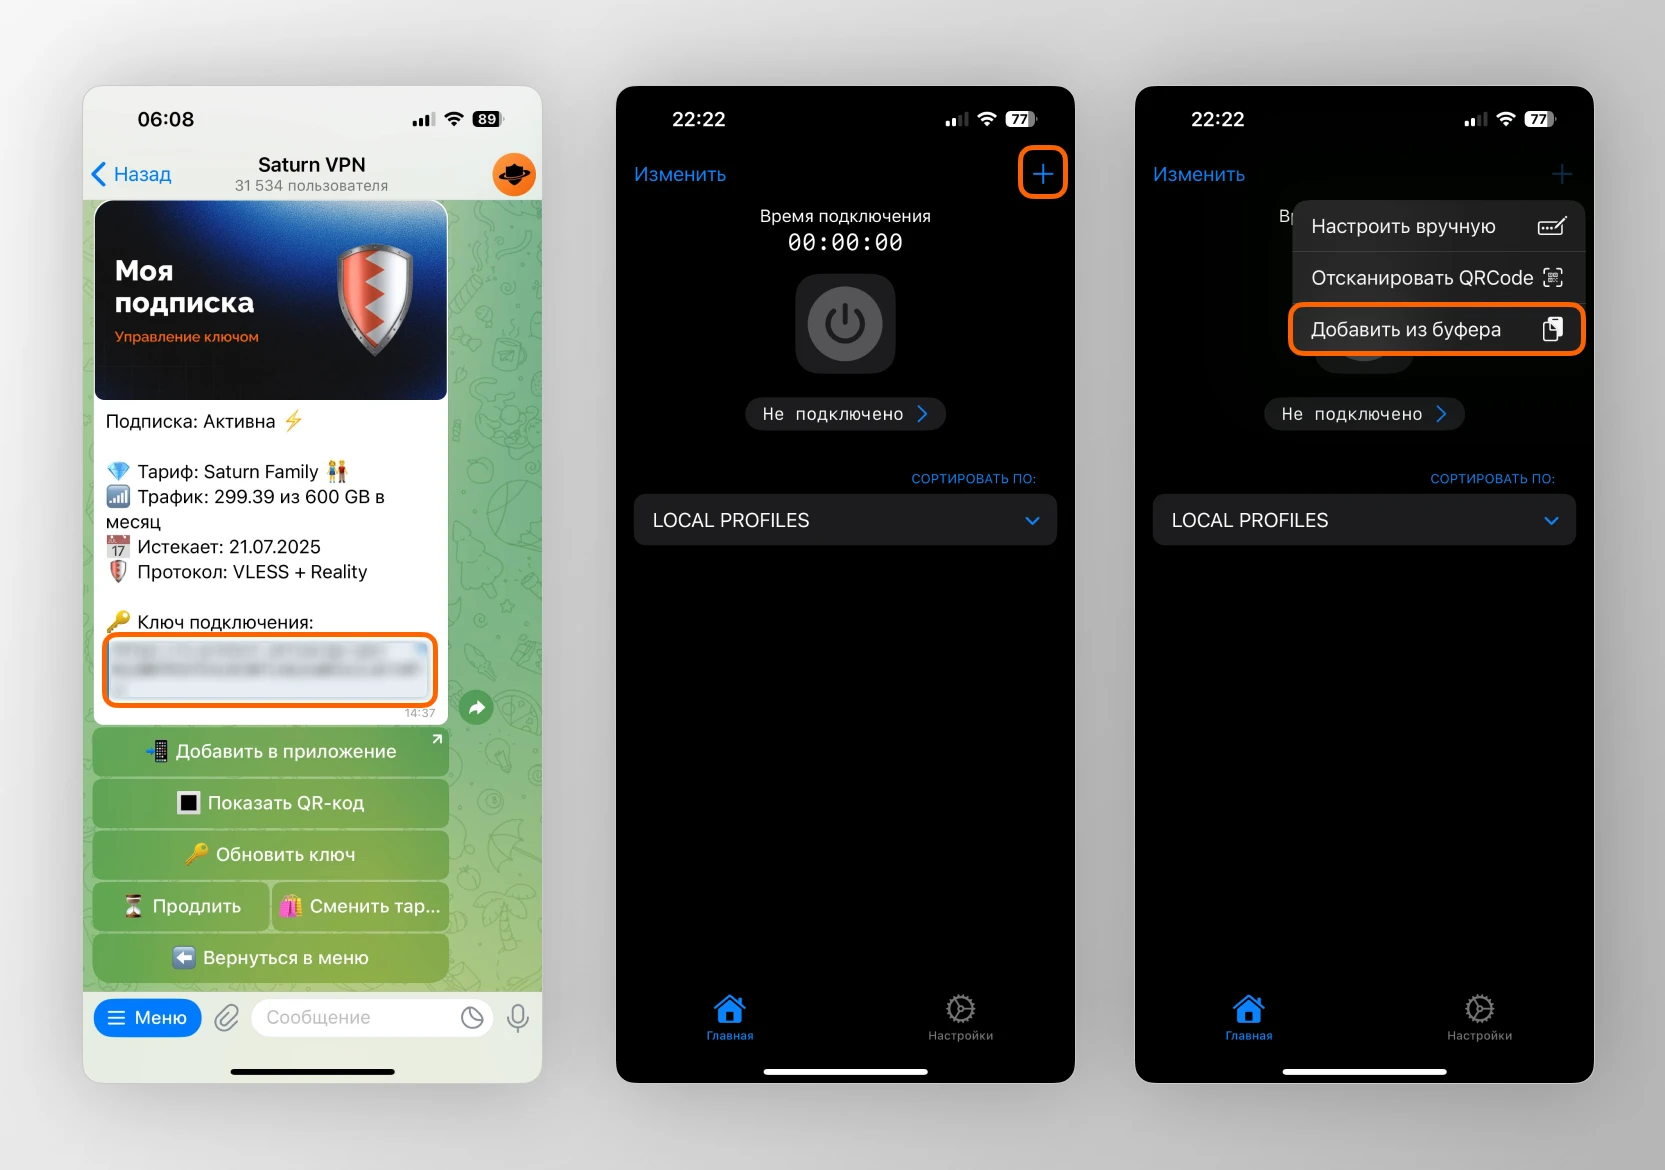 06:08
89
Назад
Saturn VPN
31 534 пользователя
Моя
подписка
Управление ключом
Подписка: Активна ⚡
💎 Тариф: Saturn Family 👫
📶 Трафик: 299.39 из 600 GB в
месяц
📅 Истекает: 21.07.2025
🛡 Протокол: VLESS + Reality
🔑 Ключ подключения:
14:37
📲 Добавить в приложение
🔳 Показать QR-код
🔑 Обновить ключ
⏳ Продлить
🛍 Сменить тар...
⬅️ Вернуться в меню
Меню
Сообщение
22:22
77
Изменить
Время подключения
00:00:00
Не подключено
СОРТИРОВАТЬ ПО:
LOCAL PROFILES
Главная
Настройки
22:22
77
Изменить
Настроить вручную
Отсканировать QRCode
Добавить из буфера
Не подключено
СОРТИРОВАТЬ ПО:
LOCAL PROFILES
Главная
Настройки